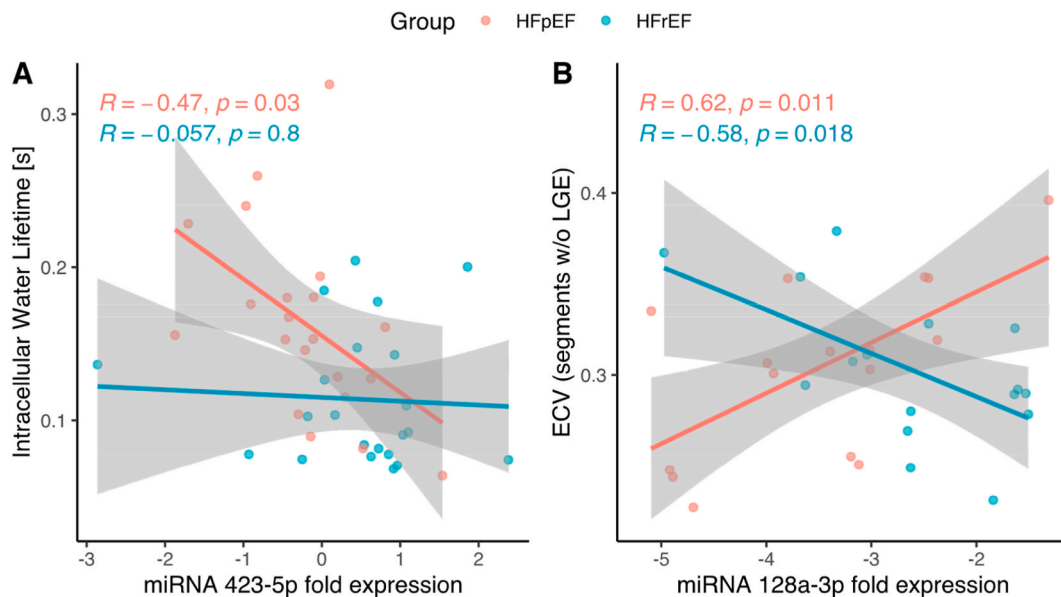 Group HFpEF HFrEF
A
R = −0.47, p = 0.03
R = −0.057, p = 0.8
Intracellular Water Lifetime [s]
0.3
0.2
0.1
-3 -2 -1 0 1 2
miRNA 423-5p fold expression
B
R = 0.62, p = 0.011
R = −0.58, p = 0.018
ECV (segments w/o LGE)
0.4
0.3
-5 -4 -3 -2
miRNA 128a-3p fold expression